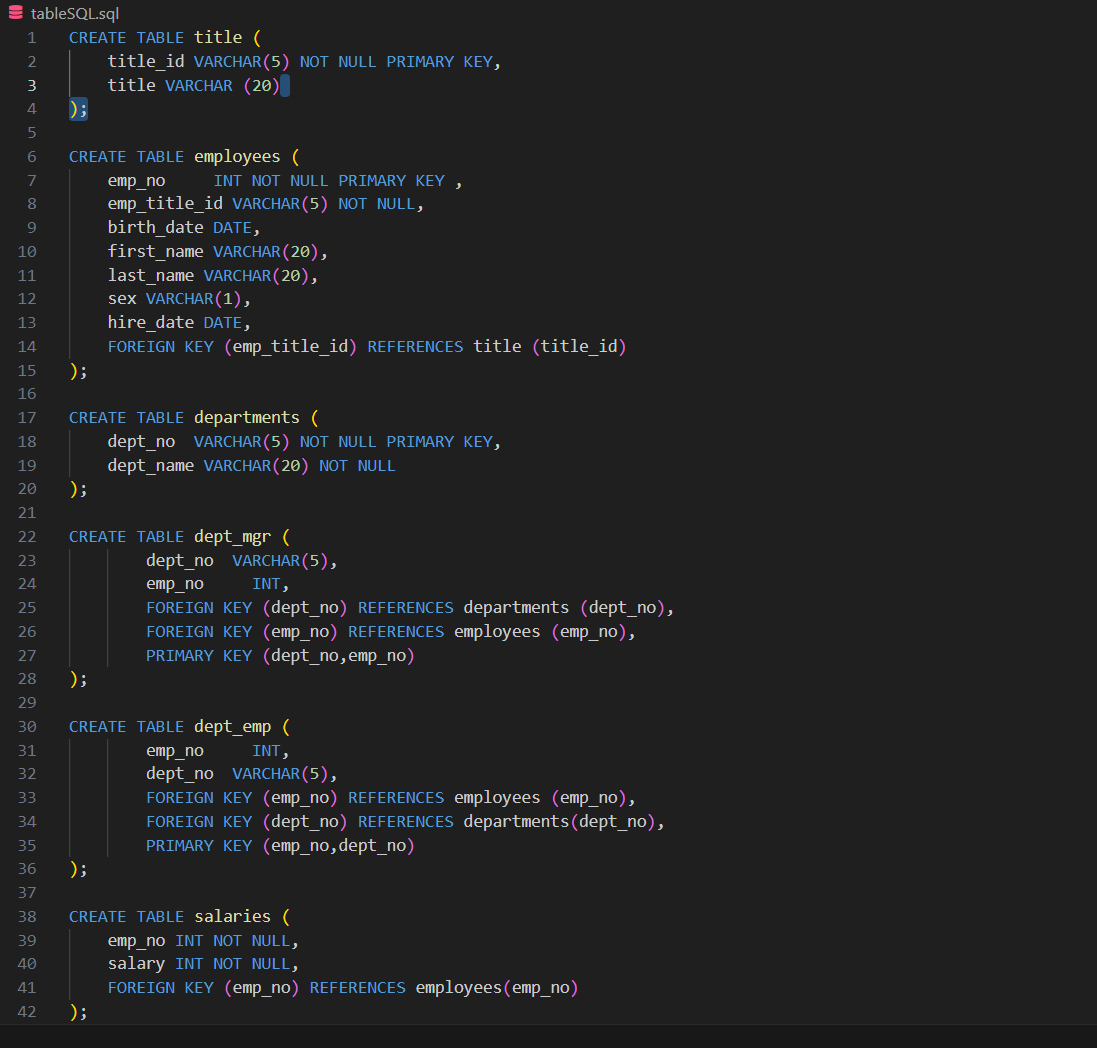 tableSQL.sql
1 CREATE TABLE title (
2     title_id VARCHAR(5) NOT NULL PRIMARY KEY,
3     title VARCHAR (20)
4 );
5
6 CREATE TABLE employees (
7     emp_no     INT NOT NULL PRIMARY KEY ,
8     emp_title_id VARCHAR(5) NOT NULL,
9     birth_date DATE,
10     first_name VARCHAR(20),
11     last_name VARCHAR(20),
12     sex VARCHAR(1),
13     hire_date DATE,
14     FOREIGN KEY (emp_title_id) REFERENCES title (title_id)
15 );
16
17 CREATE TABLE departments (
18     dept_no  VARCHAR(5) NOT NULL PRIMARY KEY,
19     dept_name VARCHAR(20) NOT NULL
20 );
21
22 CREATE TABLE dept_mgr (
23         dept_no  VARCHAR(5),
24         emp_no     INT,
25         FOREIGN KEY (dept_no) REFERENCES departments (dept_no),
26         FOREIGN KEY (emp_no) REFERENCES employees (emp_no),
27         PRIMARY KEY (dept_no,emp_no)
28 );
29
30 CREATE TABLE dept_emp (
31         emp_no     INT,
32         dept_no  VARCHAR(5),
33         FOREIGN KEY (emp_no) REFERENCES employees (emp_no),
34         FOREIGN KEY (dept_no) REFERENCES departments(dept_no),
35         PRIMARY KEY (emp_no,dept_no)
36 );
37
38 CREATE TABLE salaries (
39     emp_no INT NOT NULL,
40     salary INT NOT NULL,
41     FOREIGN KEY (emp_no) REFERENCES employees(emp_no)
42 );